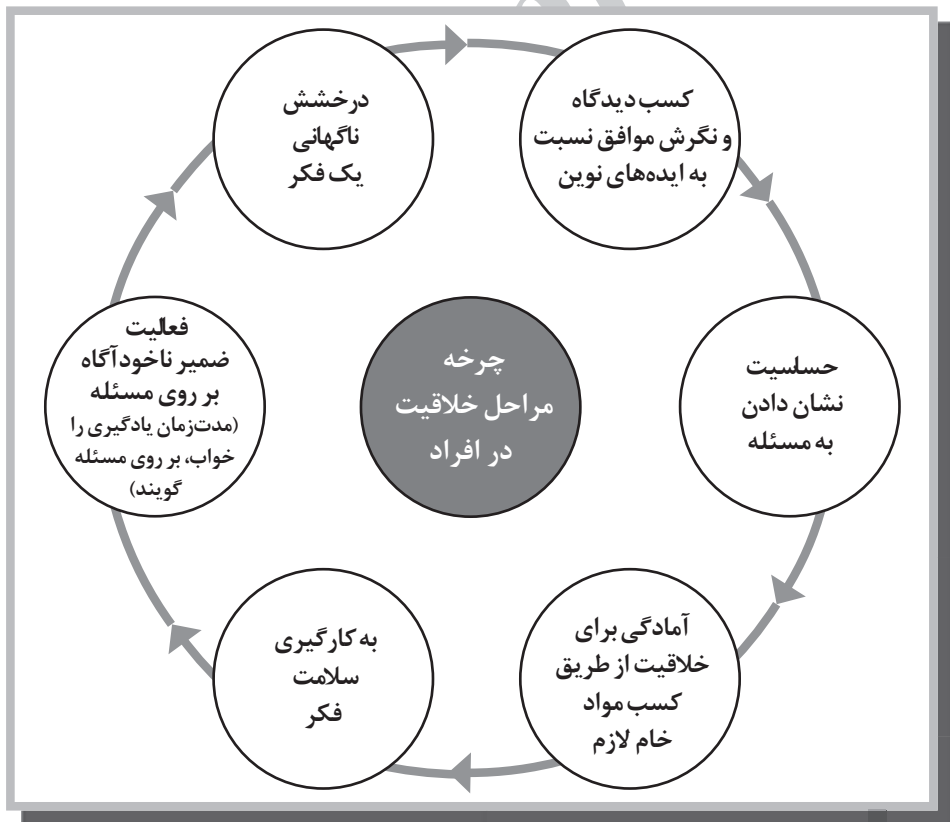 درخشش
ناگهانی
یک فکر
کسب دیدگاه
و نگرش موافق نسبت
به ایده‌های نوین
حساسیت
نشان دادن
به مسئله
آمادگی برای
خلاقیت از طریق
کسب مواد
خام لازم
به کارگیری
سلامت
فکر
فعالیت
ضمیر ناخودآگاه
بر روی مسئله
(مدت‌زمان یادگیری را
خواب، بر روی مسئله
گویند)
چرخه
مراحل خلاقیت
در افراد